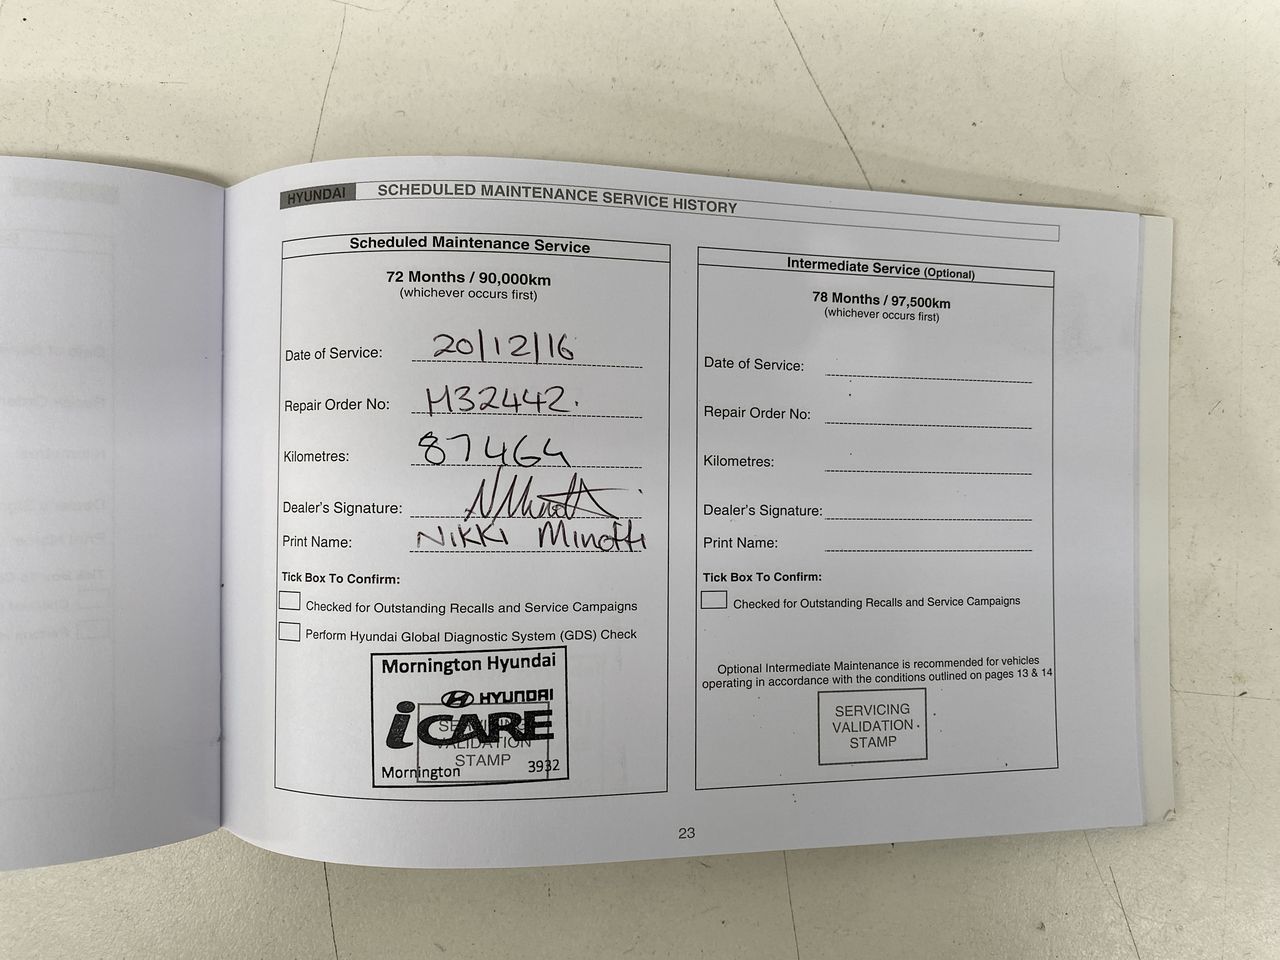 HYUNDAI SCHEDULED MAINTENANCE SERVICE HISTORY
Scheduled Maintenance Service
72 Months / 90,000km
(whichever occurs first)
Date of Service: 20/12/16
Repair Order No: M32442.
Kilometres: 87464
Dealer's Signature:
Print Name: Nikki Minotti
Tick Box To Confirm:
Checked for Outstanding Recalls and Service Campaigns
Perform Hyundai Global Diagnostic System (GDS) Check
Mornington Hyundai
HYUNDAI
iCARE
SERVICING
VALIDATION
STAMP
Mornington 3932
Intermediate Service (Optional)
78 Months / 97,500km
(whichever occurs first)
Date of Service:
Repair Order No:
Kilometres:
Dealer's Signature:
Print Name:
Tick Box To Confirm:
Checked for Outstanding Recalls and Service Campaigns
Optional Intermediate Maintenance is recommended for vehicles
operating in accordance with the conditions outlined on pages 13 & 14
SERVICING
VALIDATION
STAMP
23